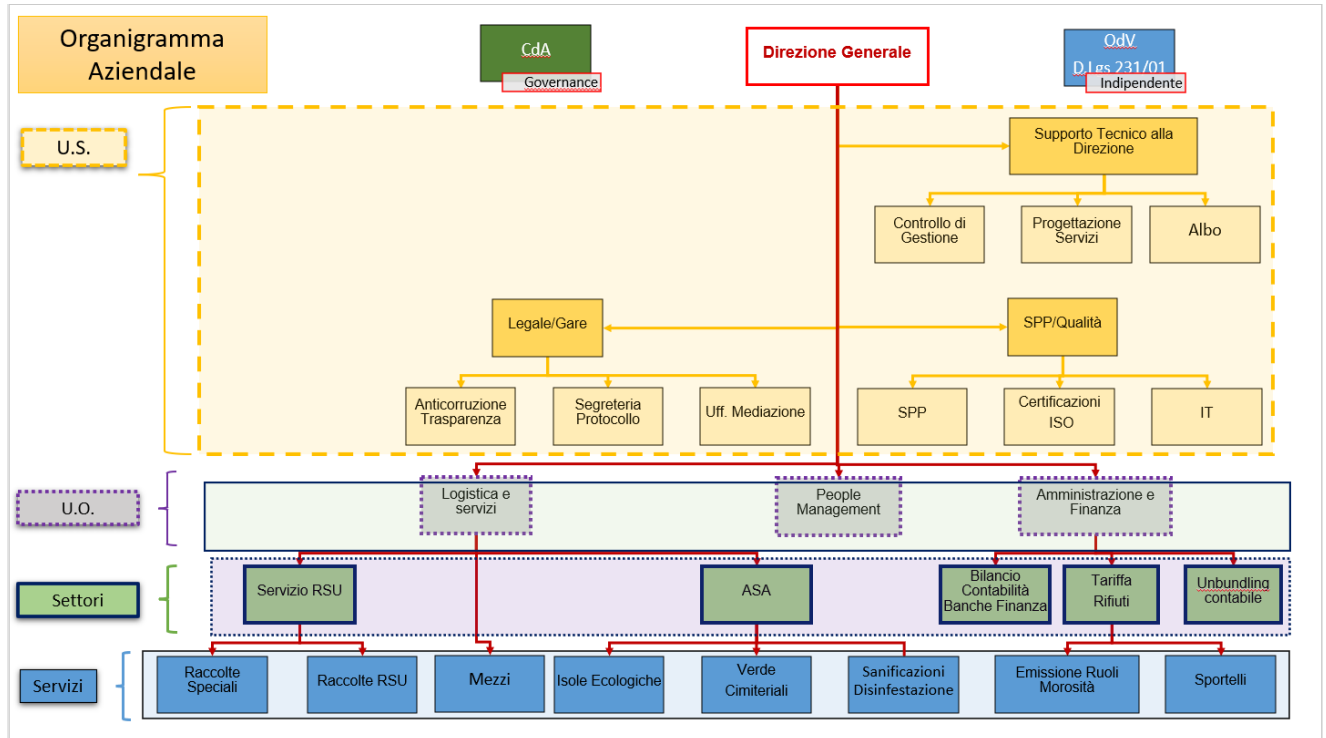 Organigramma
Aziendale
CdA
Governance
Direzione Generale
OdV
D.Lgs 231/01
Indipendente
U.S.
Supporto Tecnico alla
Direzione
Controllo di
Gestione
Progettazione
Servizi
Albo
Legale/Gare
SPP/Qualità
Anticorruzione
Trasparenza
Segreteria
Protocollo
Uff. Mediazione
SPP
Certificazioni
ISO
IT
U.O.
Logistica e
servizi
People
Management
Amministrazione e
Finanza
Settori
Servizio RSU
ASA
Bilancio
Contabilità
Banche Finanza
Tariffa
Rifiuti
Unbundling
contabile
Servizi
Raccolte
Speciali
Raccolte RSU
Mezzi
Isole Ecologiche
Verde
Cimiteriali
Sanificazioni
Disinfestazione
Emissione Ruoli
Morosità
Sportelli